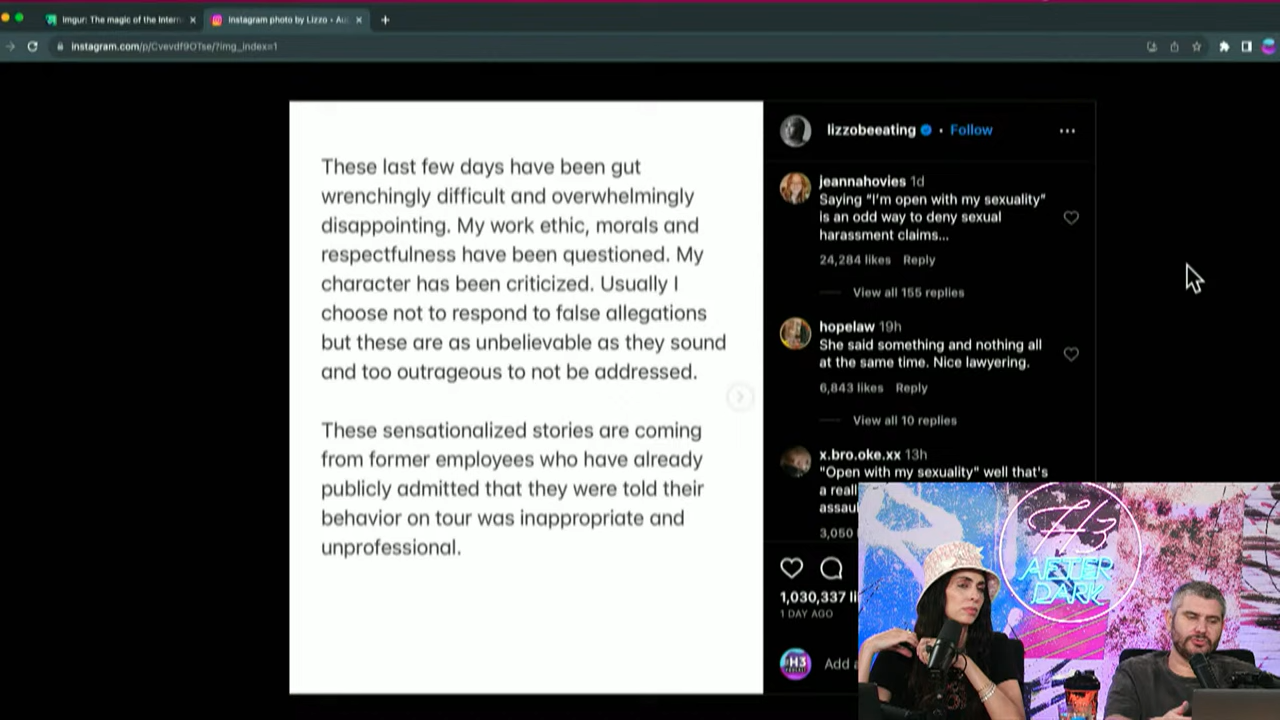 Imgur: The magic of the Intern
Instagram photo by Lizzo • Au
instagram.com/p/Cvevdf9OTse/?img_index=1
These last few days have been gut
wrenchingly difficult and overwhelmingly
disappointing. My work ethic, morals and
respectfulness have been questioned. My
character has been criticized. Usually I
choose not to respond to false allegations
but these are as unbelievable as they sound
and too outrageous to not be addressed.
These sensationalized stories are coming
from former employees who have already
publicly admitted that they were told their
behavior on tour was inappropriate and
unprofessional.
lizzobeeating • Follow
jeannahovies 1d
Saying "I'm open with my sexuality"
is an odd way to deny sexual
harassment claims...
24,284 likes Reply
View all 155 replies
hopelaw 19h
She said something and nothing all
at the same time. Nice lawyering.
6,843 likes Reply
View all 10 replies
x.bro.oke.xx 13h
"Open with my sexuality" well that's
a reall
assau
3,050
1,030,337 li
1 DAY AGO
Add a
H3
PODCAST
H3
AFTER
DARK